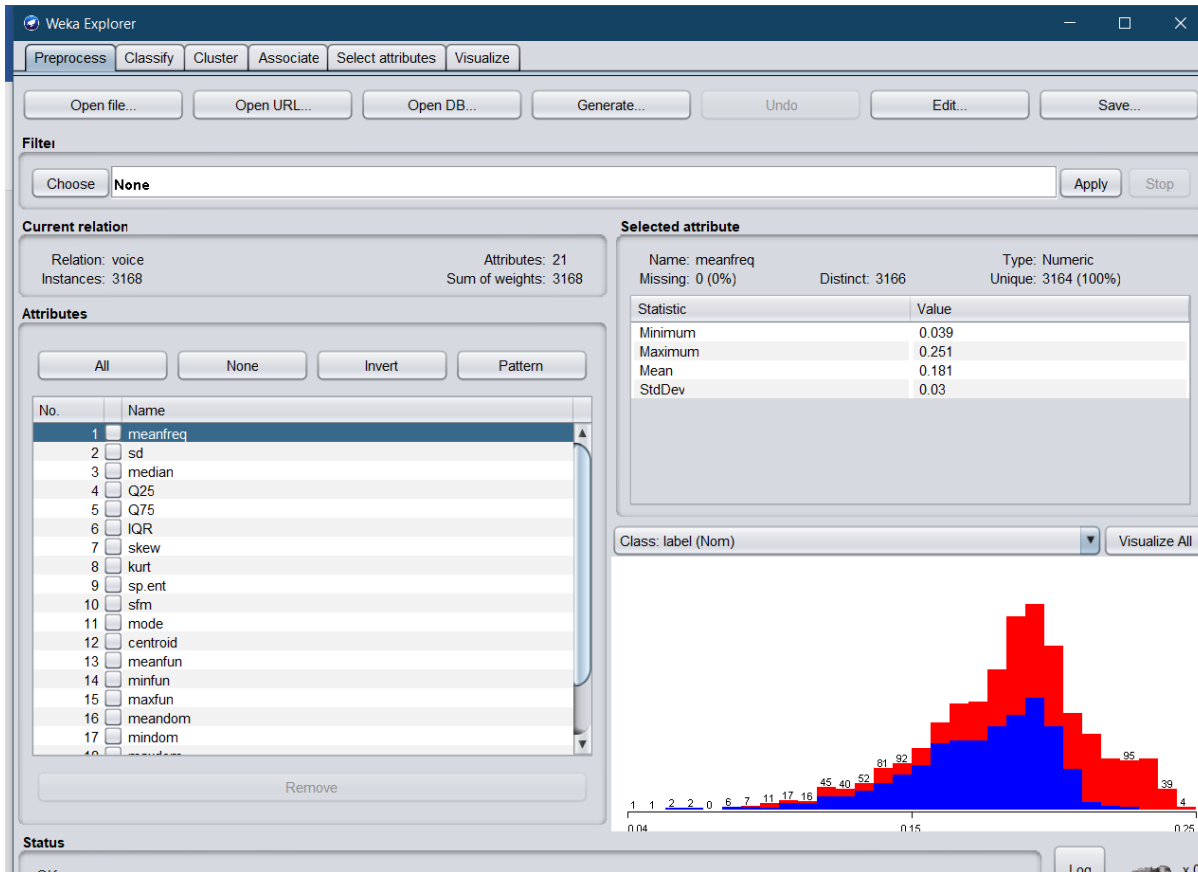 Weka Explorer
Preprocess Classify Cluster Associate Select attributes Visualize
Open file... Open URL... Open DB... Generate... Undo Edit... Save...
Filter
Choose None Apply Stop
Current relation
Relation: voice Attributes: 21
Instances: 3168 Sum of weights: 3168
Selected attribute
Name: meanfreq Type: Numeric
Missing: 0 (0%) Distinct: 3166 Unique: 3164 (100%)
Statistic Value
Minimum 0.039
Maximum 0.251
Mean 0.181
StdDev 0.03
Attributes
All None Invert Pattern
No. Name
1 meanfreq
2 sd
3 median
4 Q25
5 Q75
6 IQR
7 skew
8 kurt
9 sp.ent
10 sfm
11 mode
12 centroid
13 meanfun
14 minfun
15 maxfun
16 meandom
17 mindom
Remove
Class: label (Nom) Visualize All
1 1 2 2 0 6 7 11 17 16 45 40 52 81 92 95 39 4
0.04 0.15 0.25
Status
Log x 0